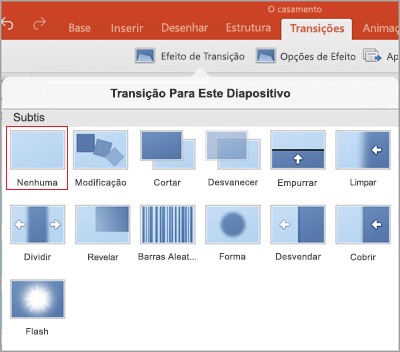 O casamento
Base Inserir Desenhar Estrutura Transições Animaç
Efeito de Transição Opções de Efeito Ap
Transição Para Este Diapositivo
Subtis
Nenhuma Modificação Cortar Desvanecer Empurrar Limpar
Dividir Revelar Barras Aleat... Forma Desvendar Cobrir
Flash